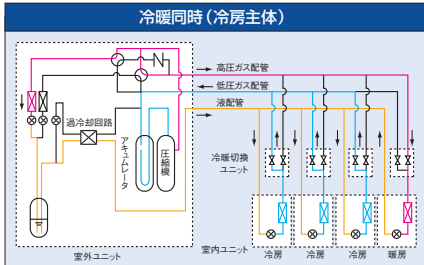 冷暖同時（冷房主体）
高圧ガス配管
低圧ガス配管
液配管
過冷却回路
アキュムレータ
圧縮機
冷暖切換
ユニット
室外ユニット
室内ユニット
冷房
冷房
冷房
暖房